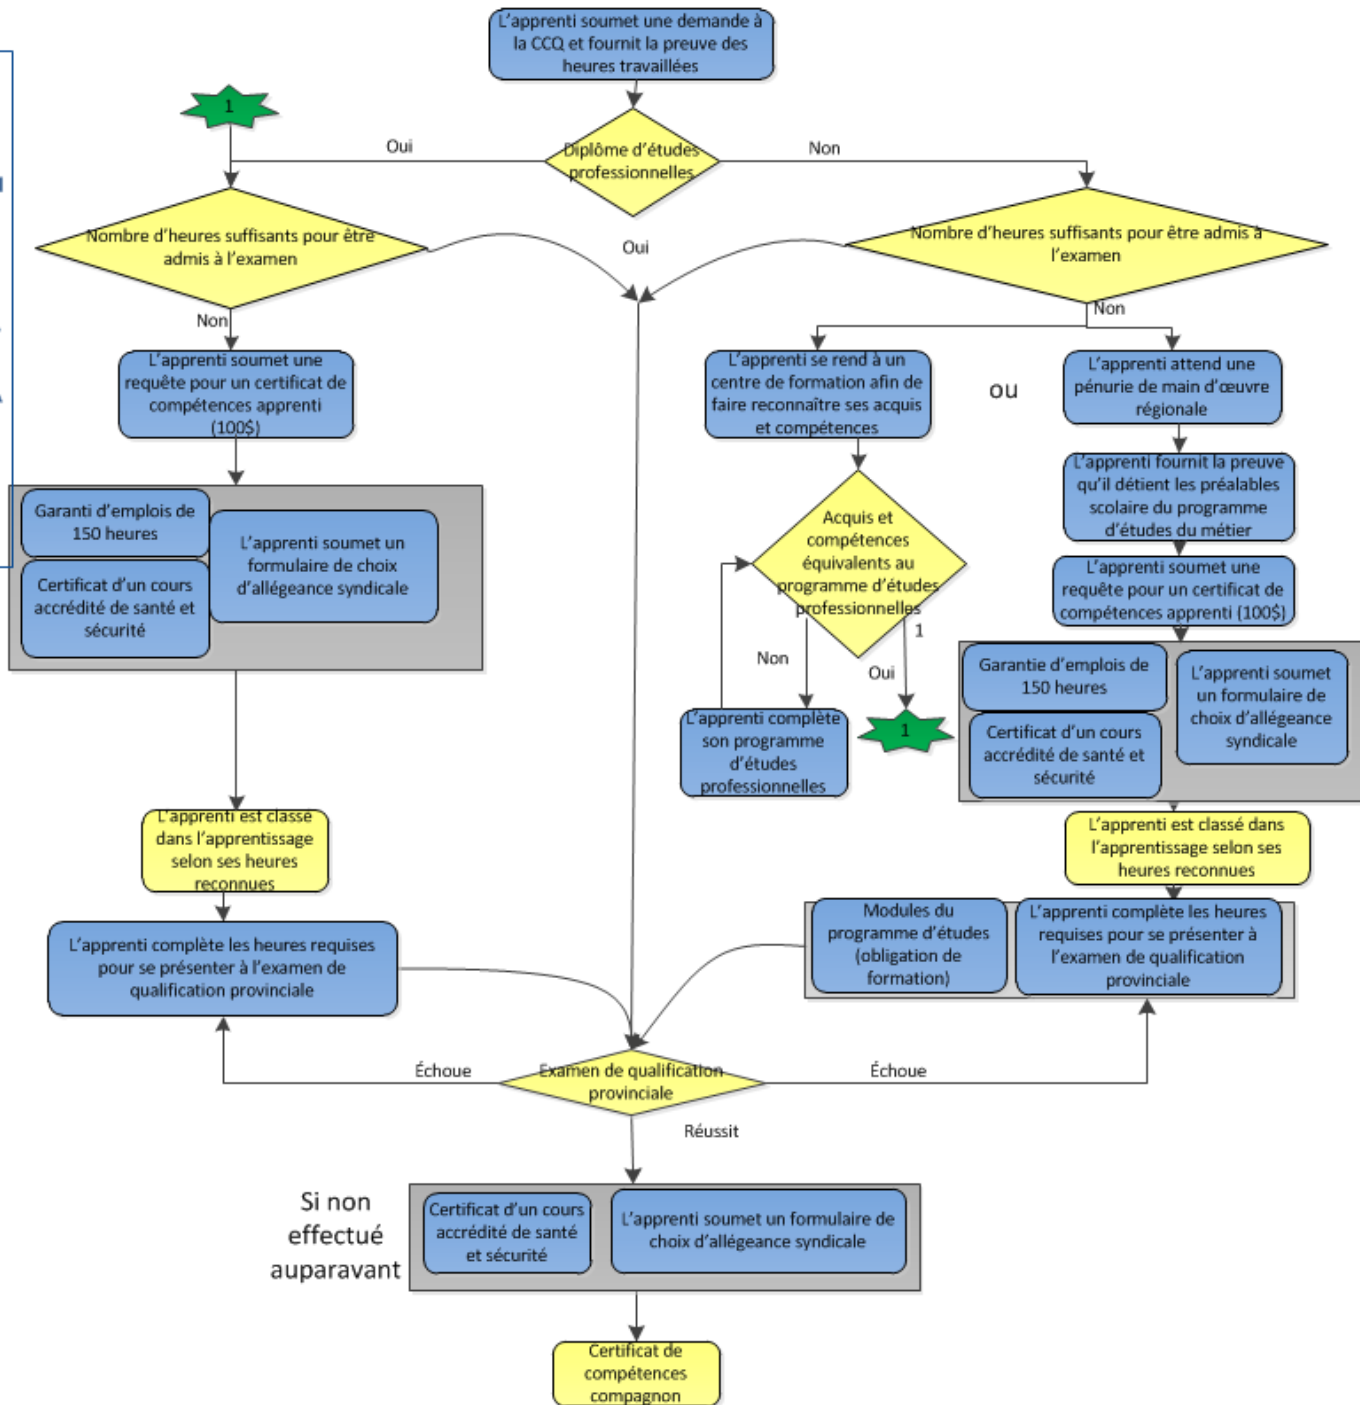 L'apprenti soumet une demande à
la CCQ et fournit la preuve des
heures travaillées
1
Oui
Diplôme d'études
professionnelles
Non
Nombre d'heures suffisants pour être
admis à l'examen
Oui
Nombre d'heures suffisants pour être admis à
l'examen
Non
Non
L'apprenti soumet une
requête pour un certificat de
compétences apprenti
(100$)
L'apprenti se rend à un
centre de formation afin de
faire reconnaître ses acquis
et compétences
ou
L'apprenti attend une
pénurie de main d'œuvre
régionale
L'apprenti fournit la preuve
qu'il détient les préalables
scolaire du programme
d'études du métier
Garanti d'emplois de
150 heures
L'apprenti soumet un
formulaire de choix
d'allégeance syndicale
Certificat d'un cours
accrédité de santé et
sécurité
Acquis et
compétences
équivalents au
programme d'études
professionnelles
L'apprenti soumet une
requête pour un certificat de
compétences apprenti (100$)
Non
1
Oui
L'apprenti complète
son programme
d'études
professionnelles
1
Garantie d'emplois de
150 heures
L'apprenti soumet
un formulaire de
choix d'allégeance
syndicale
Certificat d'un cours
accrédité de santé et
sécurité
L'apprenti est classé
dans l'apprentissage
selon ses heures
reconnues
L'apprenti est classé dans
l'apprentissage selon ses
heures reconnues
L'apprenti complète les heures requises
pour se présenter à l'examen de
qualification provinciale
Modules du
programme d'études
(obligation de
formation)
L'apprenti complète les heures
requises pour se présenter à
l'examen de qualification
provinciale
Échoue
Examen de qualification
provinciale
Échoue
Réussit
Si non
effectué
auparavant
Certificat d'un cours
accrédité de santé
et sécurité
L'apprenti soumet un formulaire de
choix d'allégeance syndicale
Certificat de
compétences
compagnon